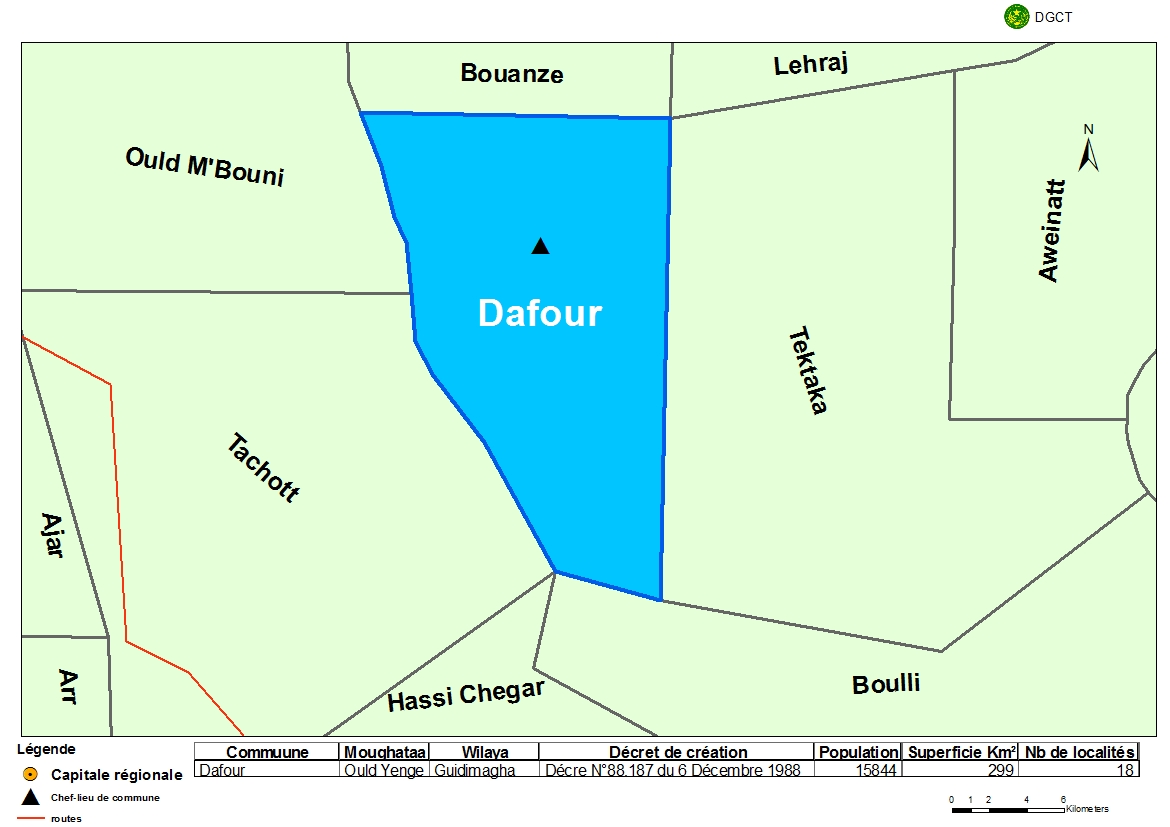 DGCT
Bouanze
Lehraj
Ould M'Bouni
N
Aweinatt
Dafour
Tektaka
Tachott
Ajar
Arr
Hassi Chegar
Boulli
Légende
Capitale régionale
Chef-lieu de commune
routes
Commuune Moughataa Wilaya Décret de création Population Superficie Km² Nb de localités
Dafour Ould Yenge Guidimagha Décre N°88.187 du 6 Décembre 1988 15844 299 18
0 1 2 4 6
Kilometers